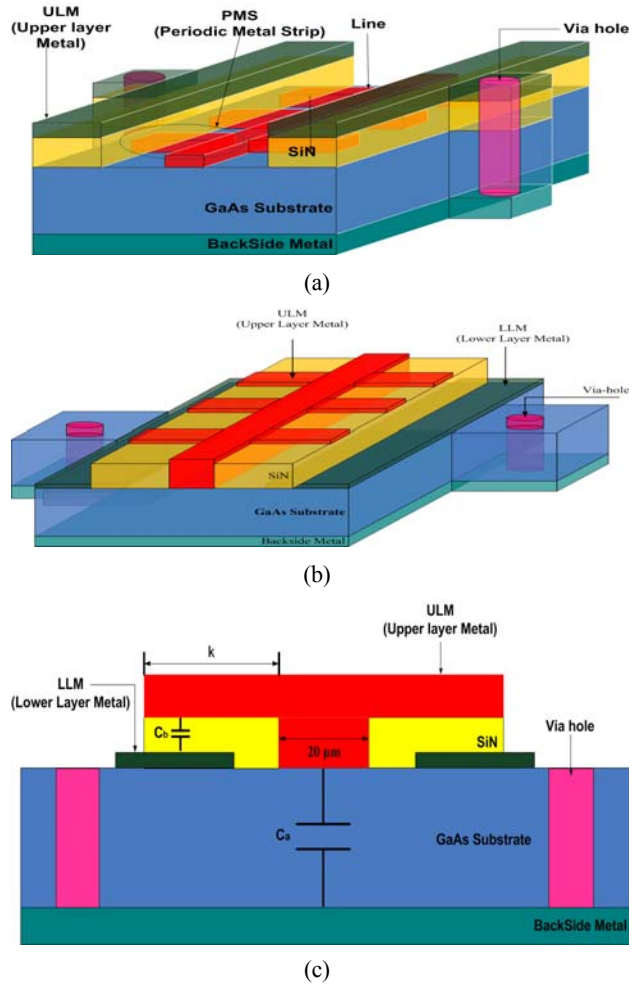 ULM
(Upper layer
Metal)
PMS
(Periodic Metal Strip)
Line
Via hole
SiN
GaAs Substrate
BackSide Metal
(a)
ULM
(Upper Layer Metal)
LLM
(Lower Layer Metal)
Via-hole
SiN
GaAs Substrate
Backside Metal
(b)
ULM
(Upper layer Metal)
k
LLM
(Lower Layer Metal)
Cb
20 μm
SiN
Via hole
Ca
GaAs Substrate
BackSide Metal
(c)